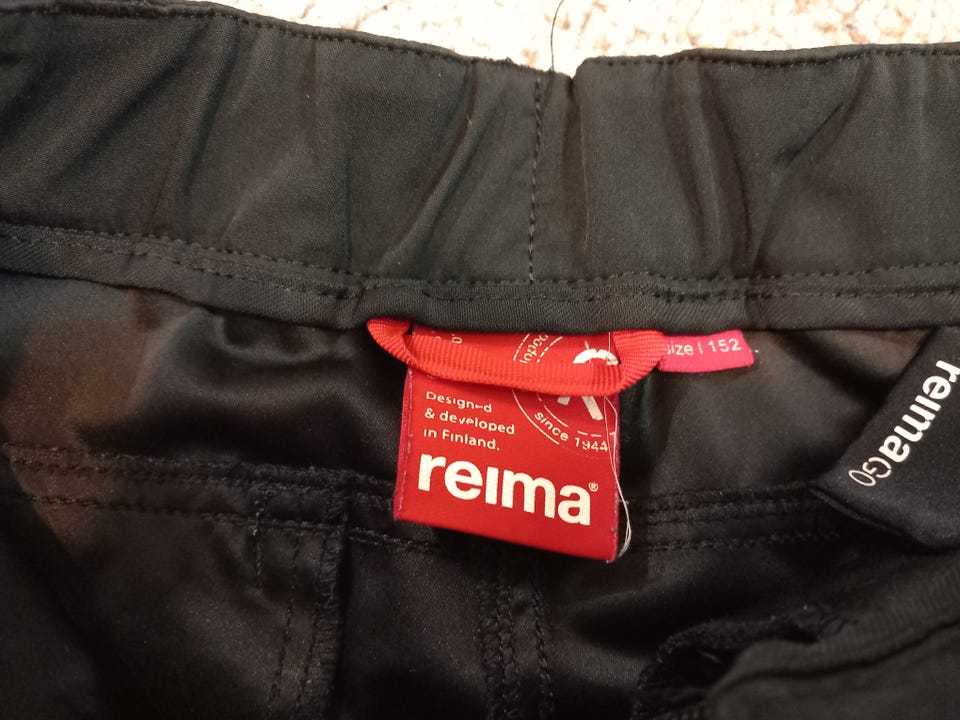 size | 152
Designed
& developed
in Finland.
since 1944
reima®
reimaGO